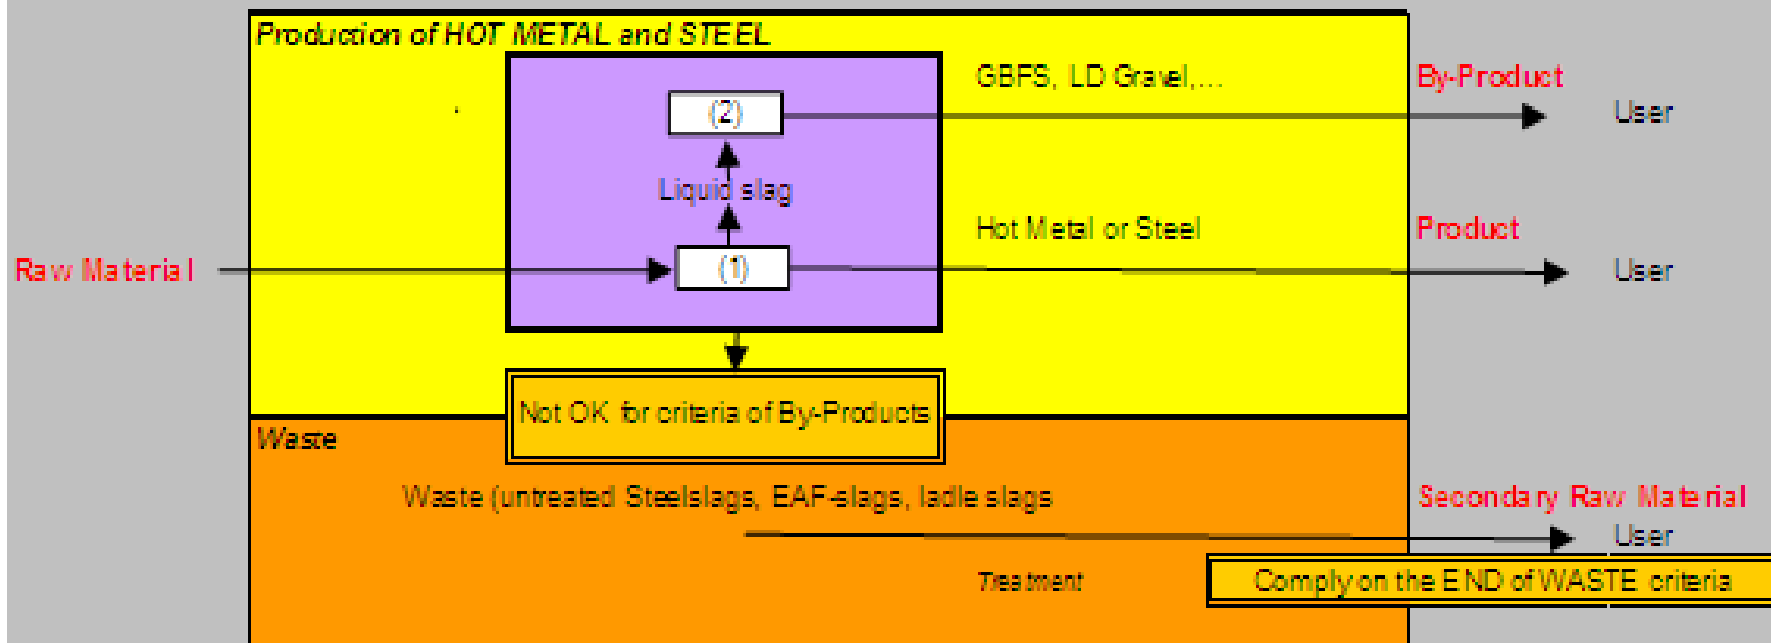 Production of HOT METAL and STEEL
GBFS, LD Gravel,...
By-Product
(2)
User
Liquid slag
Hot Metal or Steel
Product
Raw Material
(1)
User
Not OK for criteria of By-Products
Waste
Waste (untreated Steelslags, EAF-slags, ladle slags
Secondary Raw Material
User
Treatment
Comply on the END of WASTE criteria